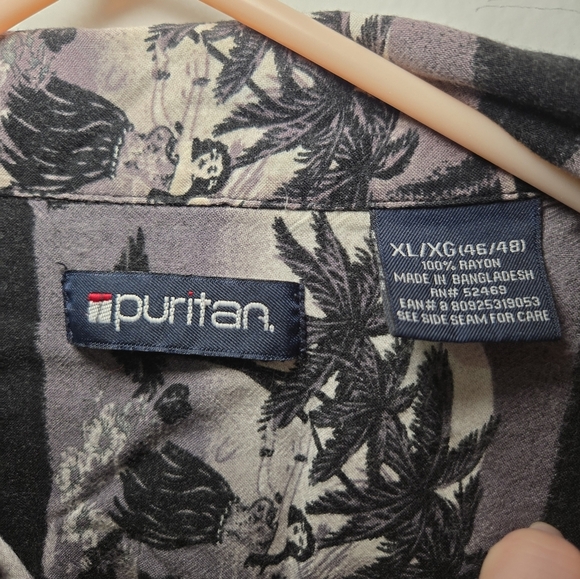 puritan.
XL/XG(46/48)
100% RAYON
MADE IN BANGLADESH
RN# 52469
EAN# 8 80925319053
SEE SIDE SEAM FOR CARE